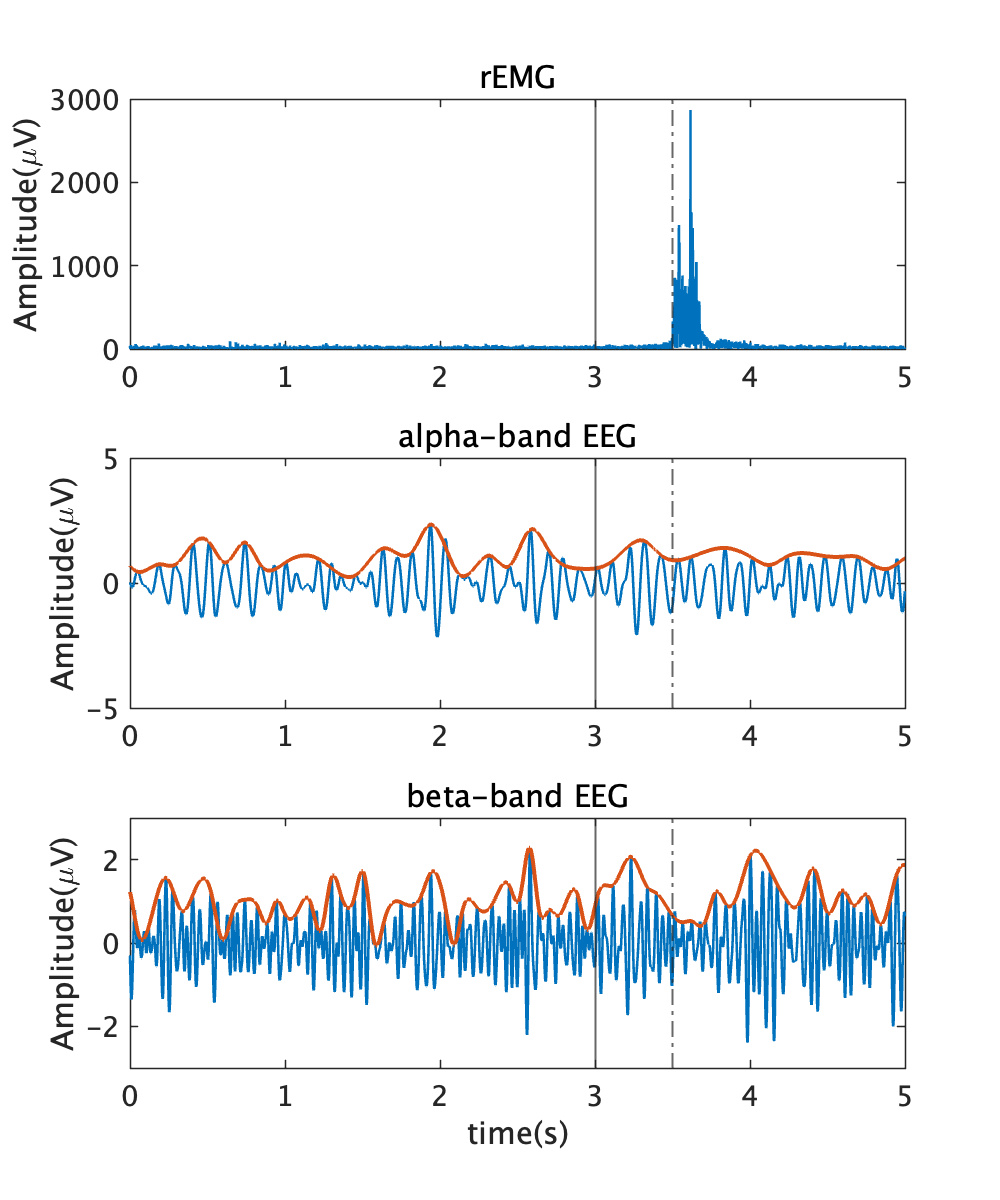 rEMG
Amplitude(μV)
3000
2000
1000
0
0 1 2 3 4 5
alpha-band EEG
Amplitude(μV)
5
0
−5
0 1 2 3 4 5
beta-band EEG
Amplitude(μV)
2
0
−2
0 1 2 3 4 5
time(s)